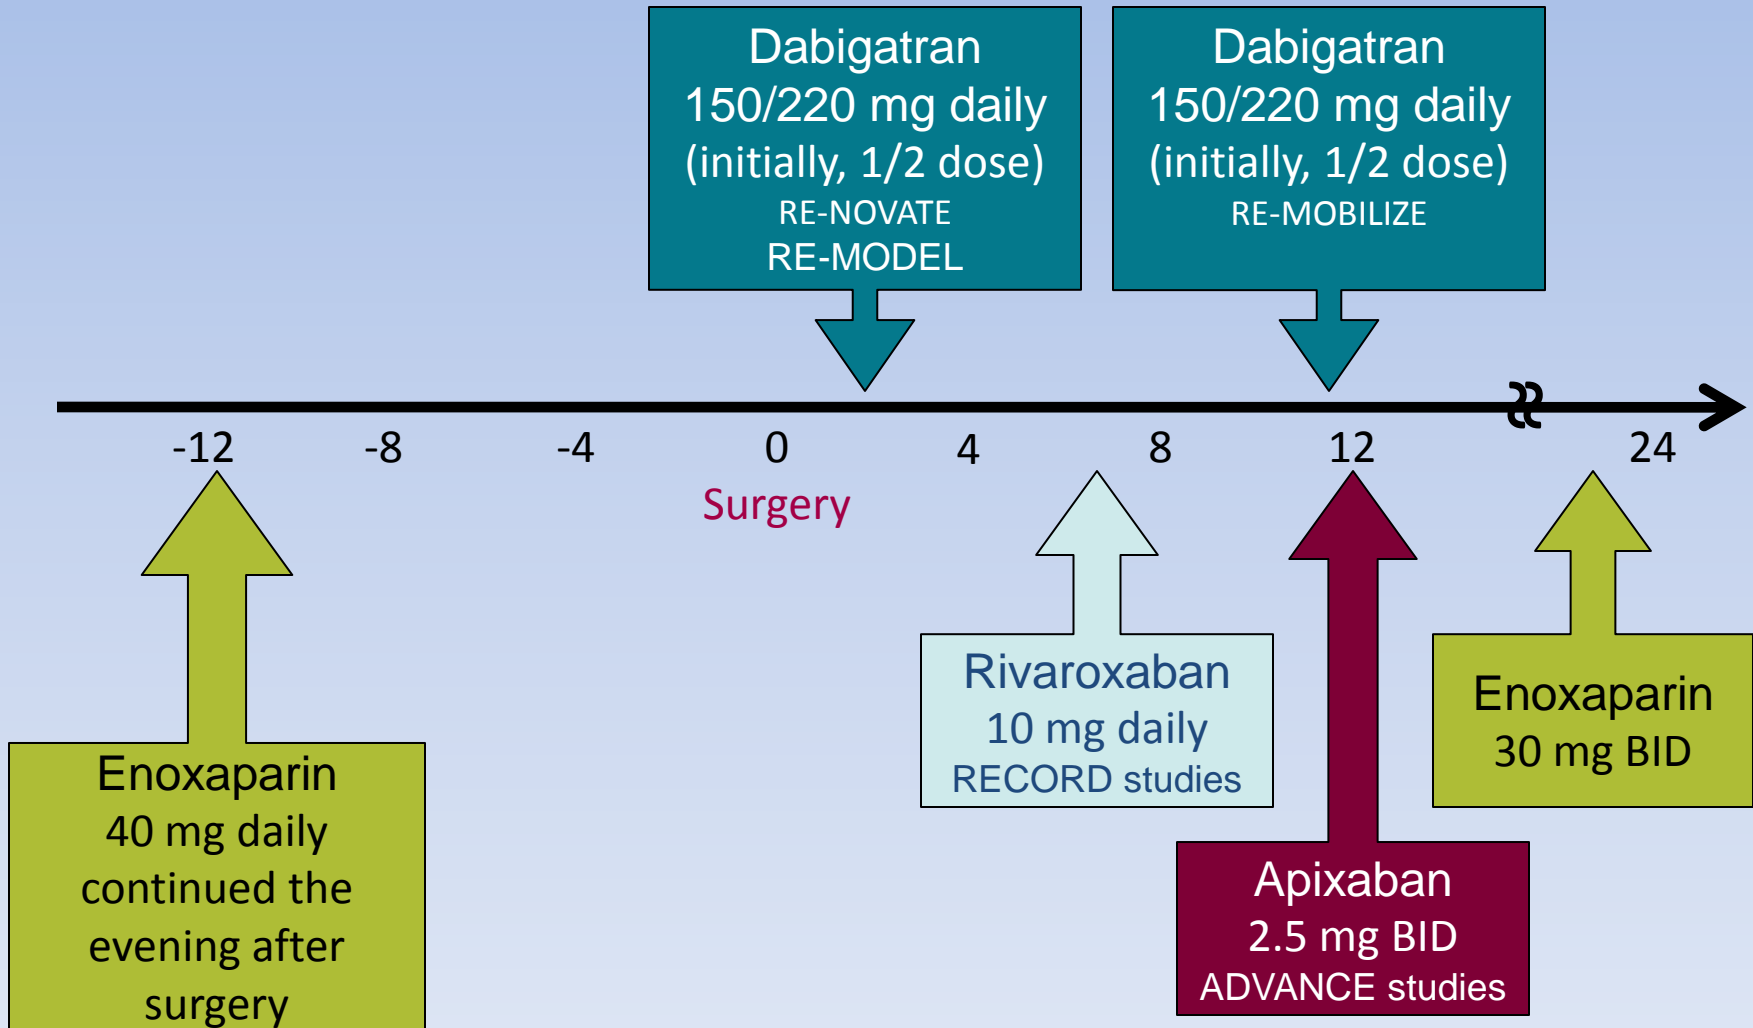 Dabigatran
150/220 mg daily
(initially, 1/2 dose)
RE-NOVATE
RE-MODEL
Dabigatran
150/220 mg daily
(initially, 1/2 dose)
RE-MOBILIZE
-12 -8 -4 0 4 8 12 24
Surgery
Enoxaparin
40 mg daily
continued the
evening after
surgery
Rivaroxaban
10 mg daily
RECORD studies
Apixaban
2.5 mg BID
ADVANCE studies
Enoxaparin
30 mg BID